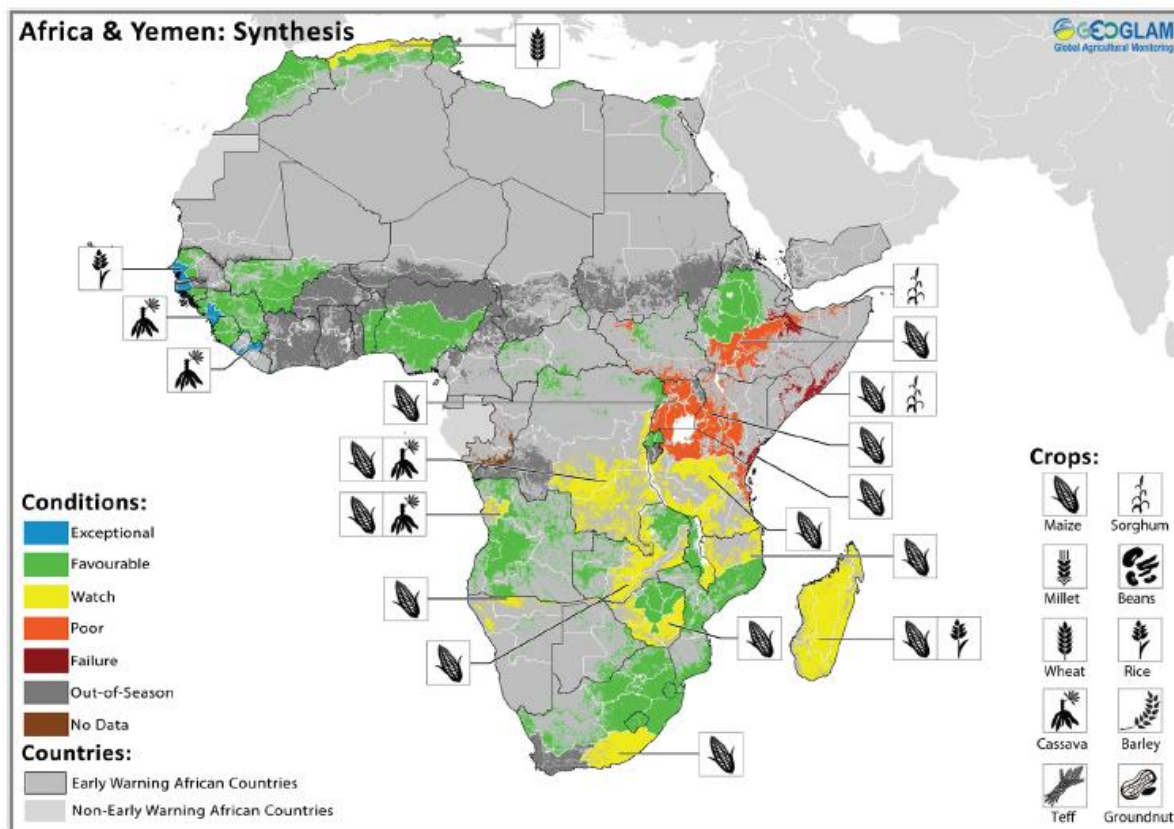 Africa & Yemen: Synthesis
GEOGLAM
Global Agricultural Monitoring
Conditions:
Exceptional
Favourable
Watch
Poor
Failure
Out-of-Season
No Data
Countries:
Early Warning African Countries
Non-Early Warning African Countries
Crops:
Maize
Sorghum
Millet
Beans
Wheat
Rice
Cassava
Barley
Teff
Groundnut